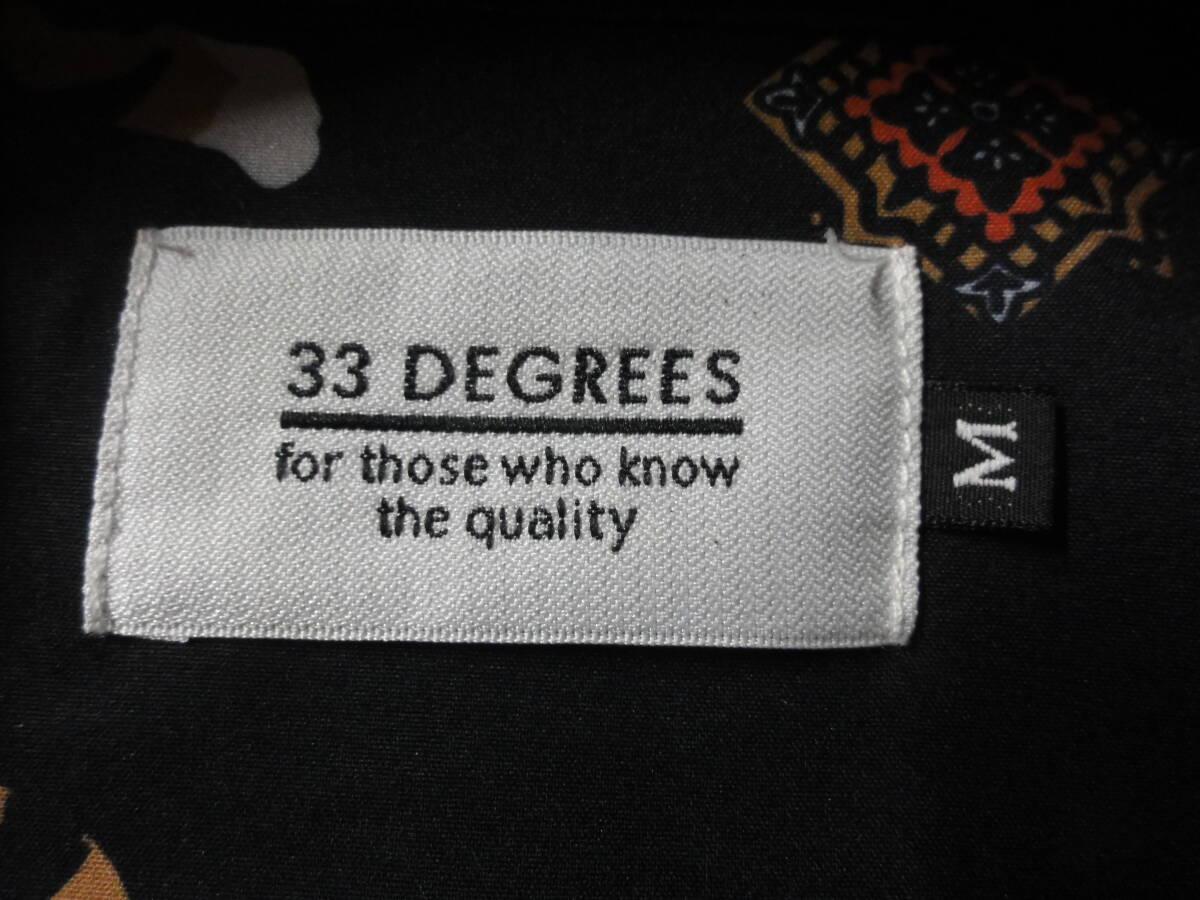 33 DEGREES
for those who know
the quality
M